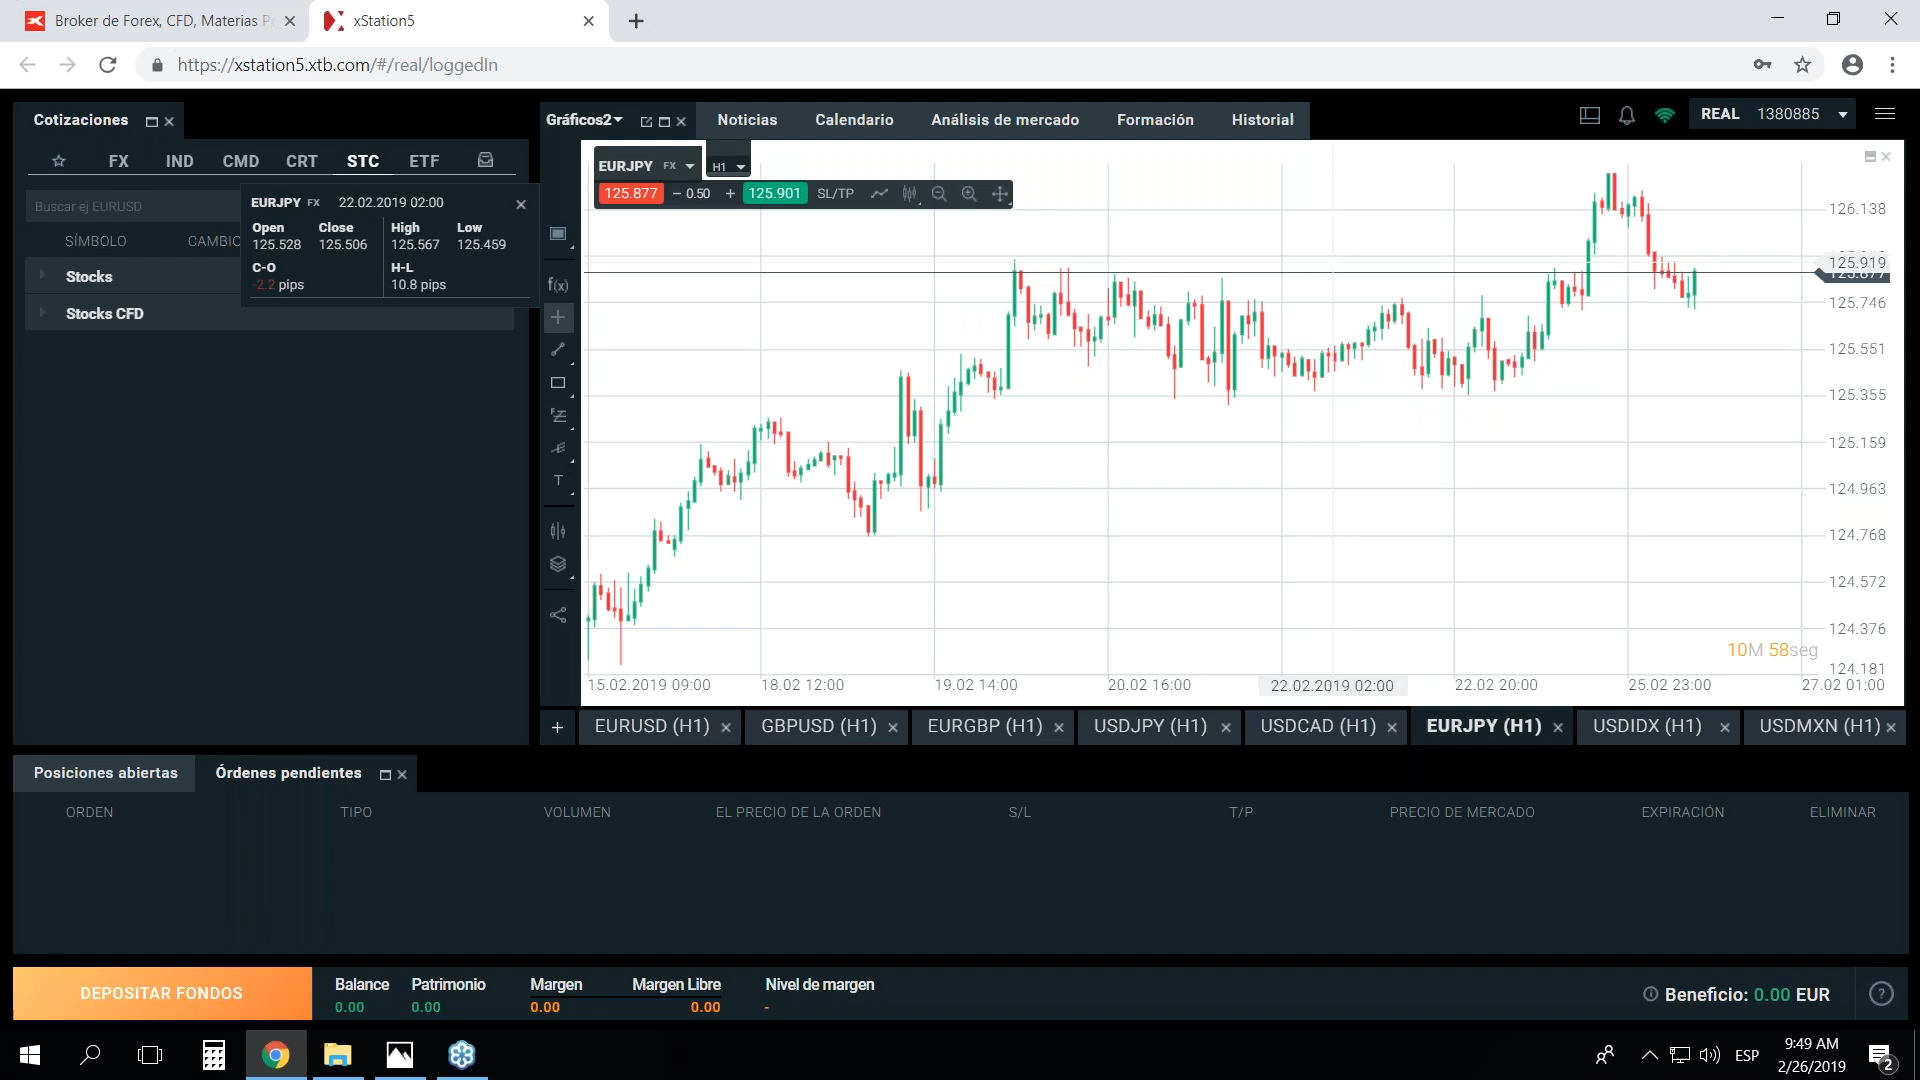 Broker de Forex, CFD, Materias P
xStation5
https://xstation5.xtb.com/#/real/loggedIn
Cotizaciones
Gráficos2
Noticias
Calendario
Análisis de mercado
Formación
Historial
REAL 1380885
FX IND CMD CRT STC ETF
Buscar ej EURUSD
SÍMBOLO CAMBIO
Stocks
Stocks CFD
EURJPY FX 22.02.2019 02:00
Open Close High Low
125.528 125.506 125.567 125.459
C-O H-L
-2.2 pips 10.8 pips
EURJPY FX H1
125.877 − 0.50 + 125.901 SL/TP
f(x)
T
126.138
125.919
125.877
125.746
125.551
125.355
125.159
124.963
124.768
124.572
124.376
124.181
10M 58seg
15.02.2019 09:00 18.02 12:00 19.02 14:00 20.02 16:00 22.02.2019 02:00 22.02 20:00 25.02 23:00 27.02 01:00
+ EURUSD (H1) GBPUSD (H1) EURGBP (H1) USDJPY (H1) USDCAD (H1) EURJPY (H1) USDIDX (H1) USDMXN (H1)
Posiciones abiertas Órdenes pendientes
ORDEN TIPO VOLUMEN EL PRECIO DE LA ORDEN S/L T/P PRECIO DE MERCADO EXPIRACIÓN ELIMINAR
DEPOSITAR FONDOS
Balance Patrimonio Margen Margen Libre Nivel de margen
0.00 0.00 0.00 0.00 -
Beneficio: 0.00 EUR
?
ESP
9:49 AM
2/26/2019
2